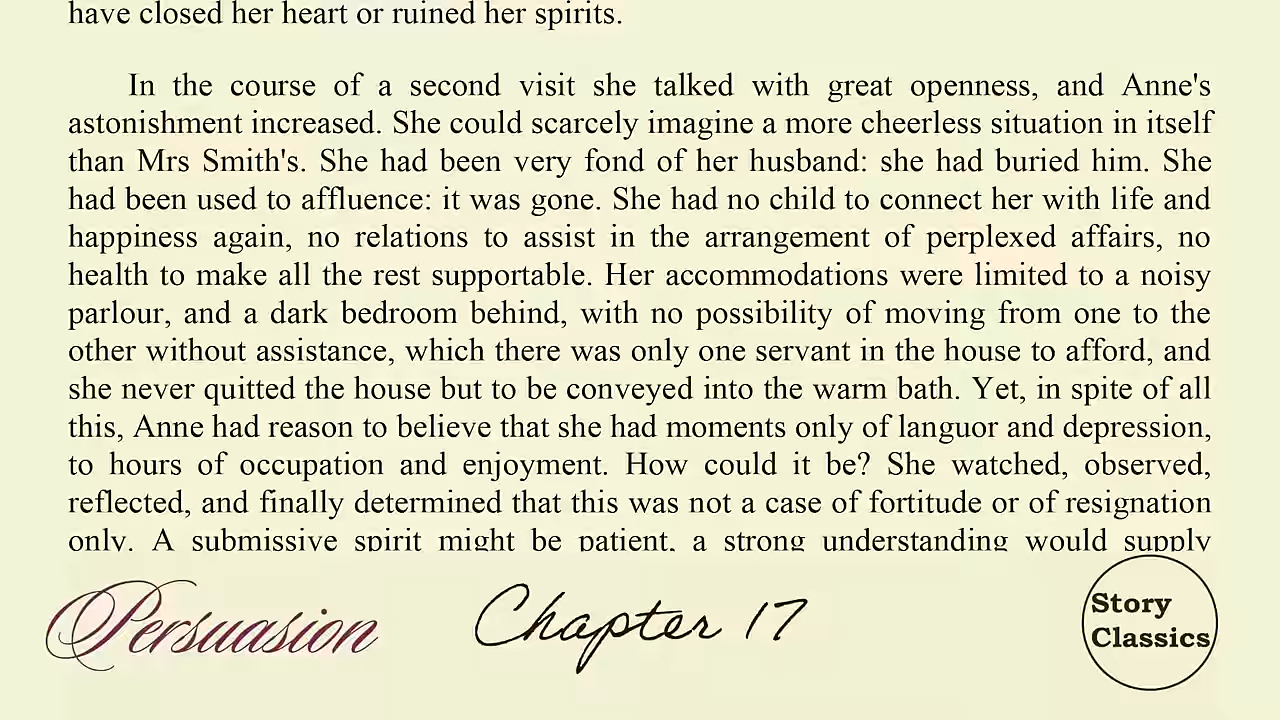 have closed her heart or ruined her spirits.
In the course of a second visit she talked with great openness, and Anne's
astonishment increased. She could scarcely imagine a more cheerless situation in itself
than Mrs Smith's. She had been very fond of her husband: she had buried him. She
had been used to affluence: it was gone. She had no child to connect her with life and
happiness again, no relations to assist in the arrangement of perplexed affairs, no
health to make all the rest supportable. Her accommodations were limited to a noisy
parlour, and a dark bedroom behind, with no possibility of moving from one to the
other without assistance, which there was only one servant in the house to afford, and
she never quitted the house but to be conveyed into the warm bath. Yet, in spite of all
this, Anne had reason to believe that she had moments only of languor and depression,
to hours of occupation and enjoyment. How could it be? She watched, observed,
reflected, and finally determined that this was not a case of fortitude or of resignation
only. A submissive spirit might be patient, a strong understanding would supply
Persuasion
Chapter 17
Story
Classics